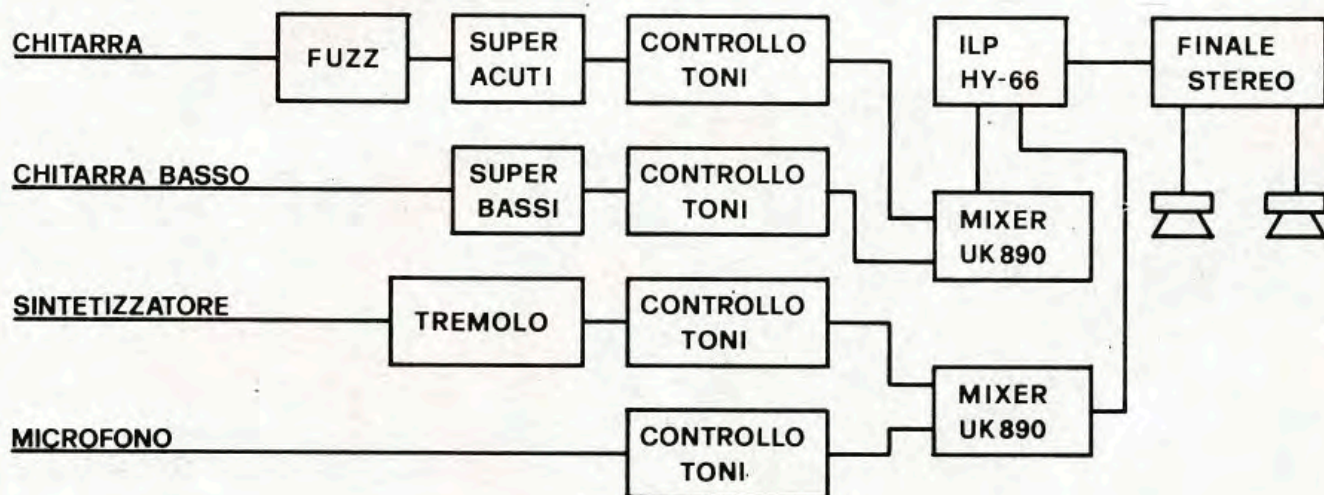 CHITARRA
FUZZ
SUPER
ACUTI
CONTROLLO
TONI
ILP
HY-66
FINALE
STEREO
CHITARRA BASSO
SUPER
BASSI
CONTROLLO
TONI
MIXER
UK890
SINTETIZZATORE
TREMOLO
CONTROLLO
TONI
MIXER
UK890
MICROFONO
CONTROLLO
TONI